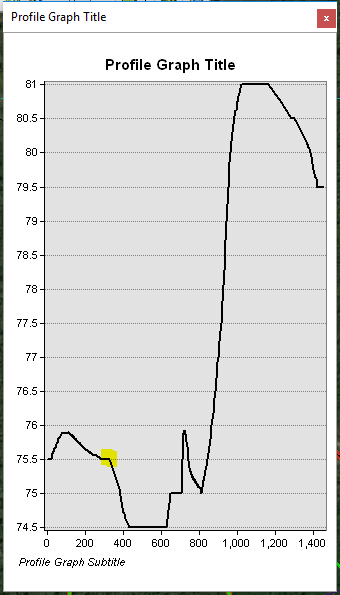 Profile Graph Title
x
Profile Graph Title
81
80.5
80
79.5
79
78.5
78
77.5
77
76.5
76
75.5
75
74.5
0 200 400 600 800 1,000 1,200 1,400
Profile Graph Subtitle